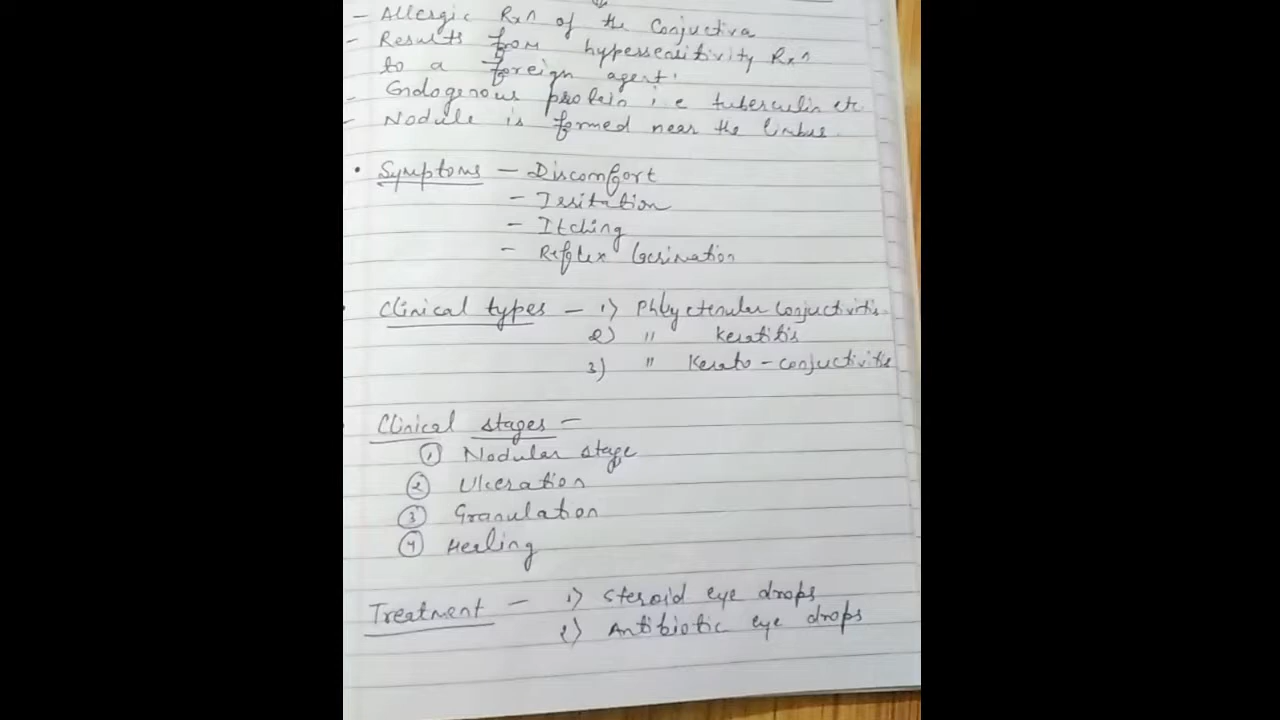 - Allergic Rxn of the Conjuctiva
- Results from hypersensitivity Rxn
to a foreign agent.
- Endogenous protein i.e tuberculin etc
- Nodule is formed near the limbus.
• Symptoms - Discomfort
- Irritation
- Itching
- Reflex lacrimation
• Clinical types - 1) Phlyctenular Conjuctivitis
2) " Keratitis
3) " Kerato-conjuctivitis
• Clinical stages -
① Nodular stage
② Ulceration
③ Granulation
④ Healing
Treatment - 1) Steroid eye drops
2) Antibiotic eye drops